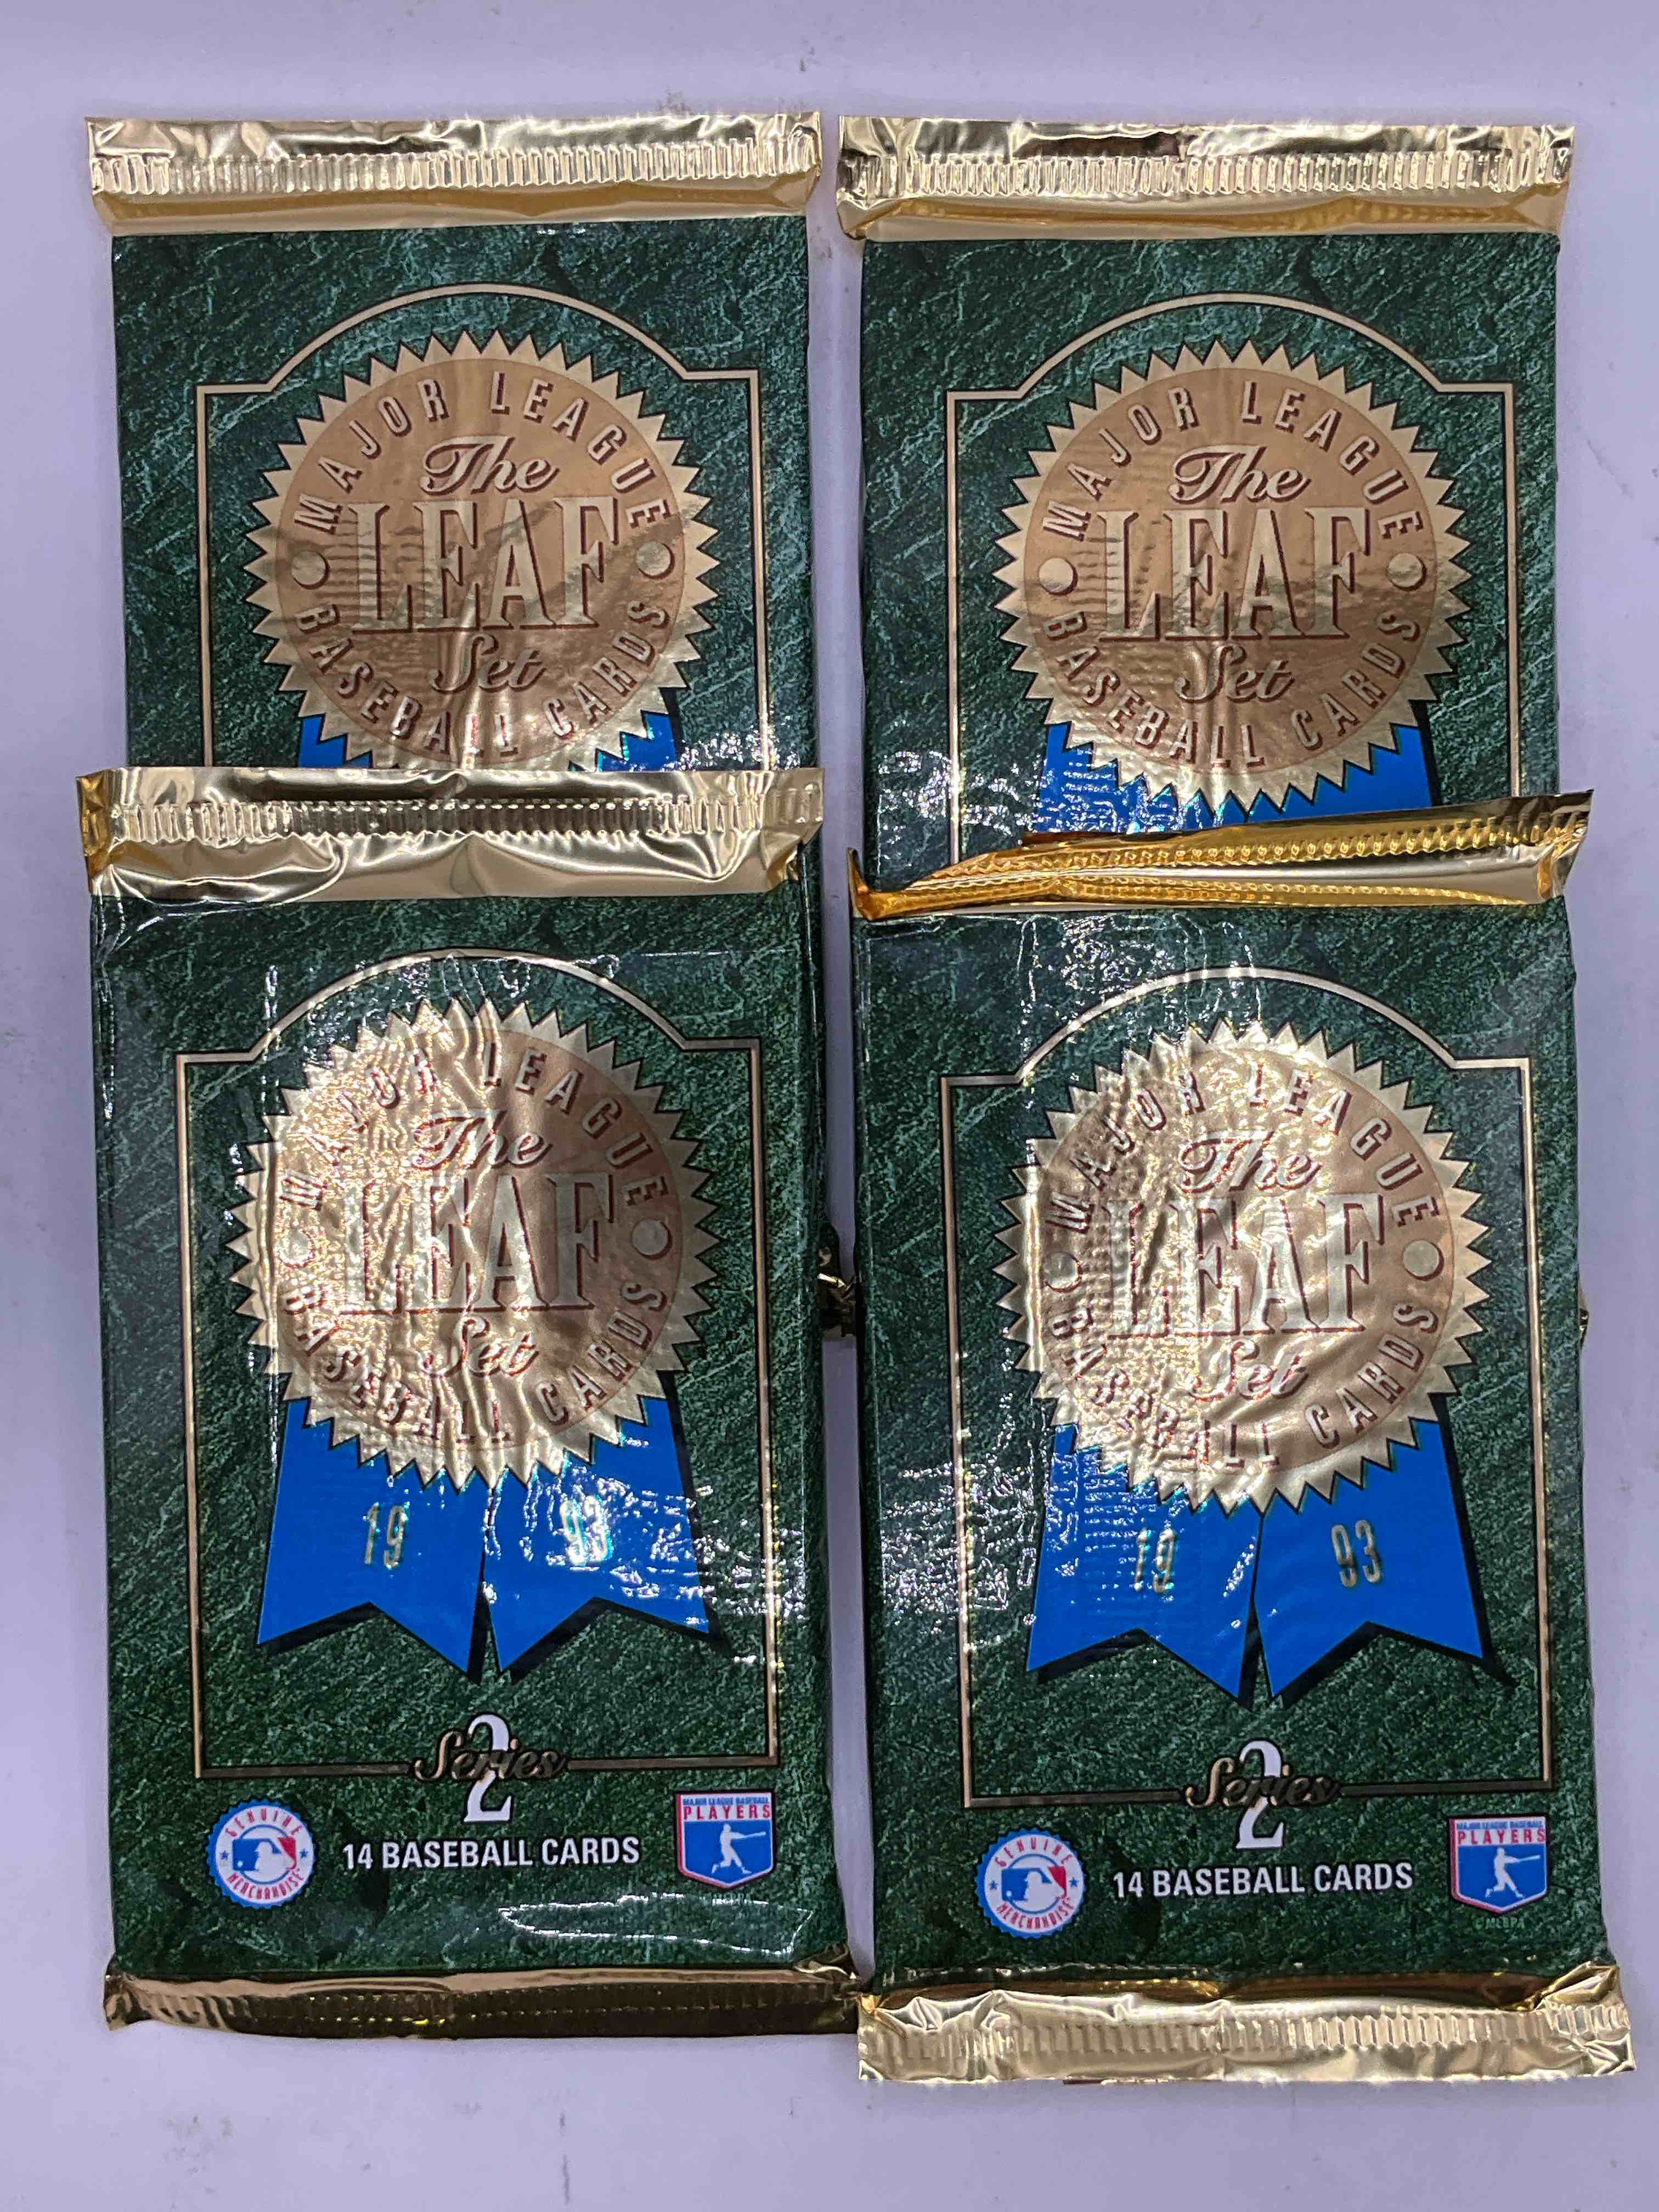 MAJOR LEAGUE
The
LEAF
Set
BASEBALL CARDS
MAJOR LEAGUE
The
LEAF
Set
BASEBALL CARDS
MAJOR LEAGUE
The
LEAF
Set
BASEBALL CARDS
19 93
Series 2
GENUINE
MERCHANDISE
14 BASEBALL CARDS
MAJOR LEAGUE BASEBALL
PLAYERS
MAJOR LEAGUE
The
LEAF
Set
BASEBALL CARDS
19 93
Series 2
GENUINE
MERCHANDISE
14 BASEBALL CARDS
MAJOR LEAGUE BASEBALL
PLAYERS
©MLBPA